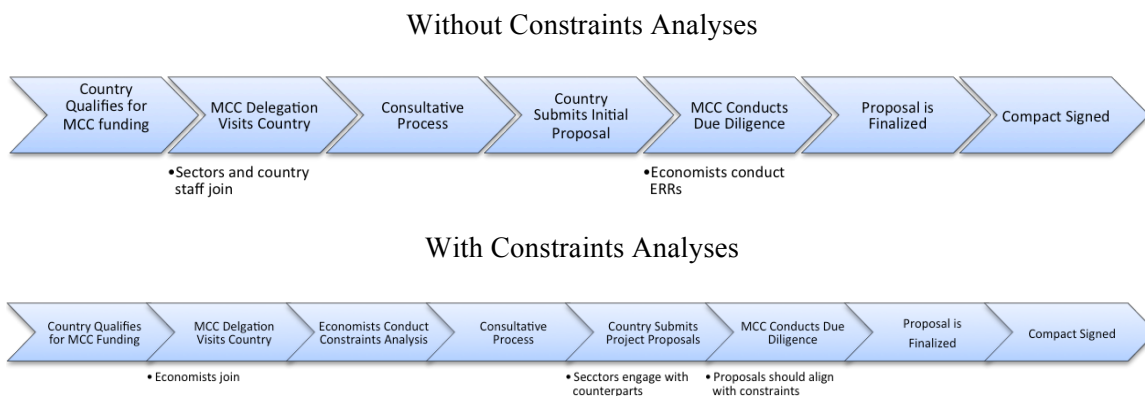 Without Constraints Analyses
Country
Qualifies for
MCC funding
MCC Delegation
Visits Country
Consultative
Process
Country
Submits Initial
Proposal
MCC Conducts
Due Diligence
Proposal is
Finalized
Compact Signed
•Sectors and country
staff join
•Economists conduct
ERRs
With Constraints Analyses
Country Qualifies
for MCC Funding
MCC Delgation
Visits Country
Economists Conduct
Constraints Analysis
Consultative
Process
Country Submits
Project Proposals
MCC Conducts Due
Diligence
Proposal is
Finalized
Compact Signed
• Economists join
• Secctors engage with
counterparts
• Proposals should align
with constraints